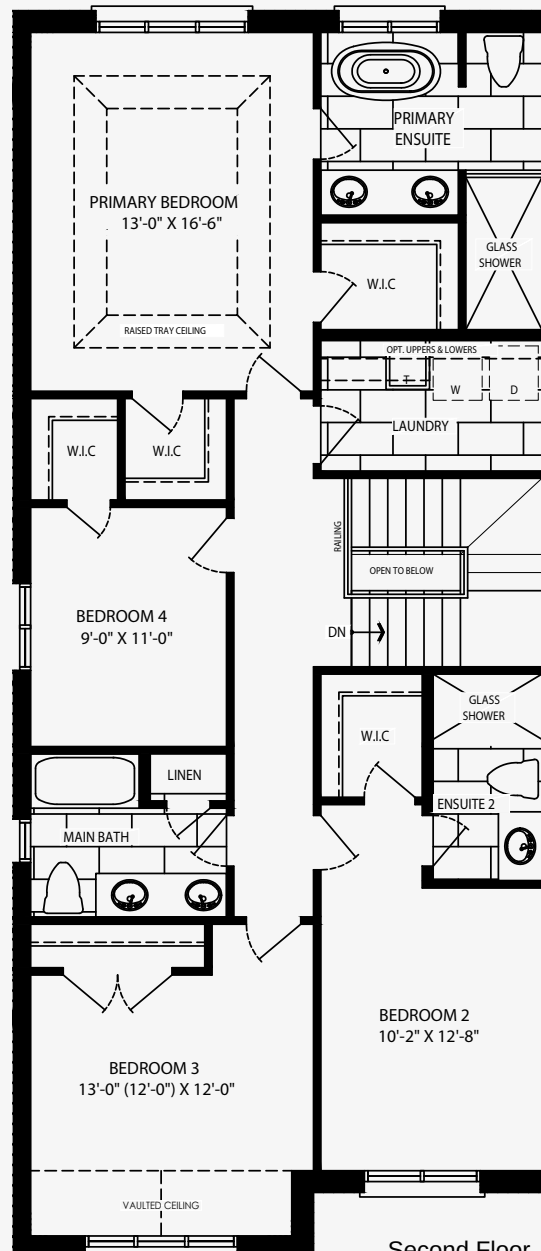 PRIMARY
ENSUITE
PRIMARY BEDROOM
13'-0" X 16'-6"
GLASS
SHOWER
W.I.C
RAISED TRAY CEILING
OPT. UPPERS & LOWERS
T
W
D
LAUNDRY
W.I.C
W.I.C
RAILING
OPEN TO BELOW
BEDROOM 4
9'-0" X 11'-0"
DN
GLASS
SHOWER
W.I.C
LINEN
ENSUITE 2
MAIN BATH
BEDROOM 2
10'-2" X 12'-8"
BEDROOM 3
13'-0" (12'-0") X 12'-0"
VAULTED CEILING
Second Floor